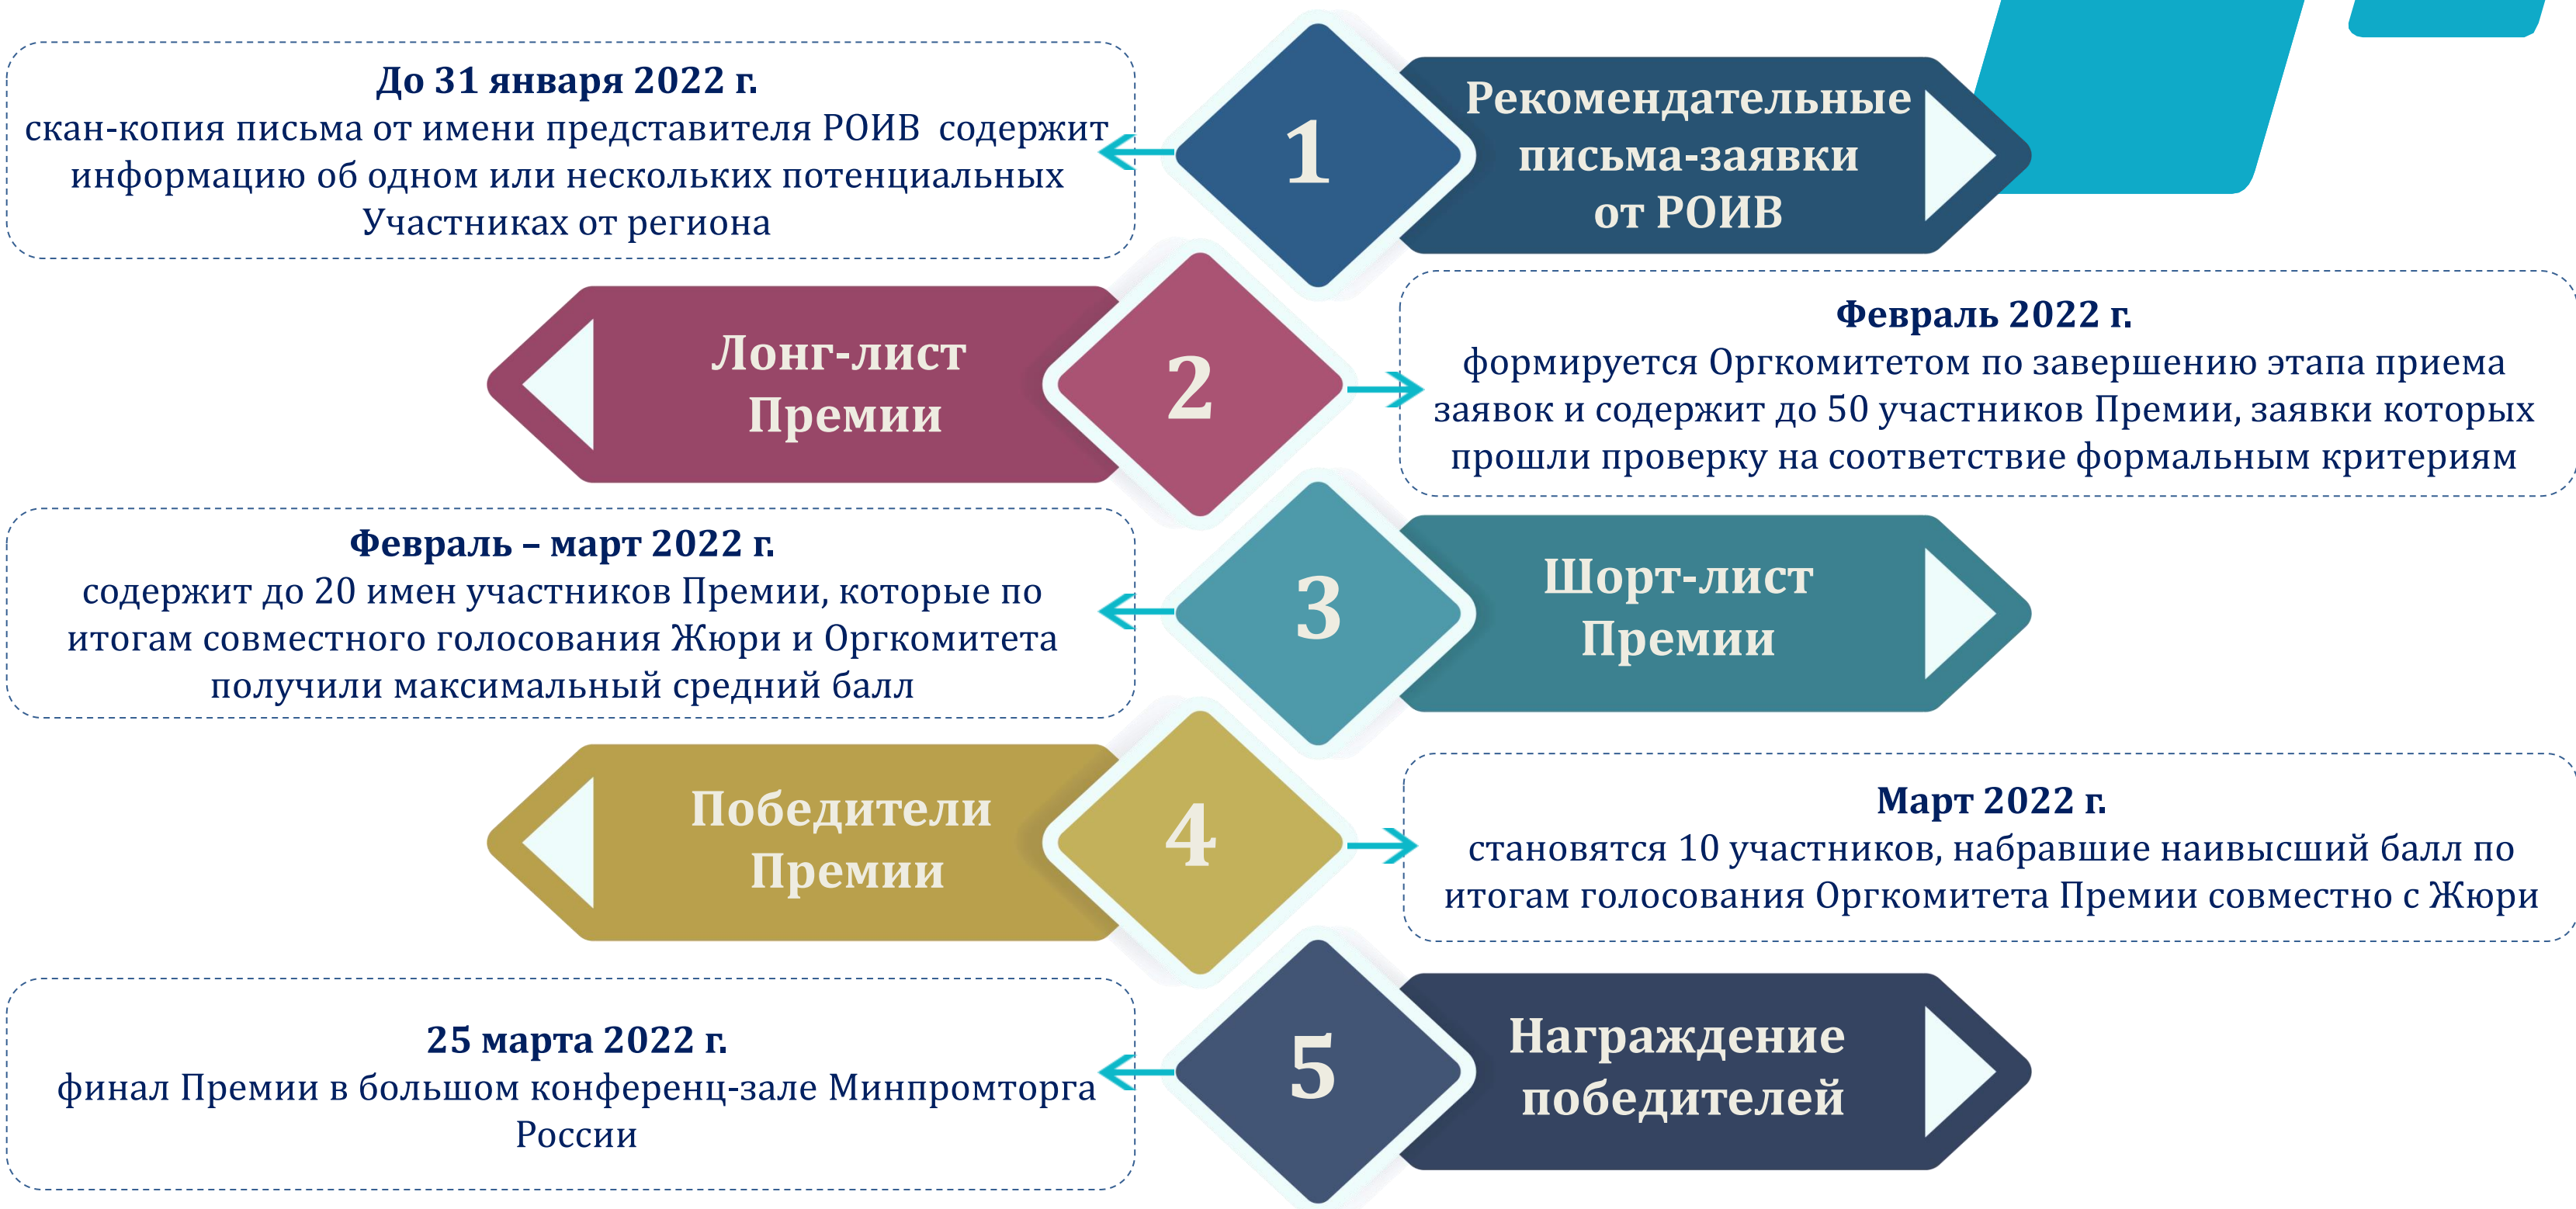 До 31 января 2022 г.
скан-копия письма от имени представителя РОИВ содержит
информацию об одном или нескольких потенциальных
Участниках от региона
1
Рекомендательные
письма-заявки
от РОИВ
Лонг-лист
Премии
2
Февраль 2022 г.
формируется Оргкомитетом по завершению этапа приема
заявок и содержит до 50 участников Премии, заявки которых
прошли проверку на соответствие формальным критериям
Февраль – март 2022 г.
содержит до 20 имен участников Премии, которые по
итогам совместного голосования Жюри и Оргкомитета
получили максимальный средний балл
3
Шорт-лист
Премии
Победители
Премии
4
Март 2022 г.
становятся 10 участников, набравшие наивысший балл по
итогам голосования Оргкомитета Премии совместно с Жюри
25 марта 2022 г.
финал Премии в большом конференц-зале Минпромторга
России
5
Награждение
победителей